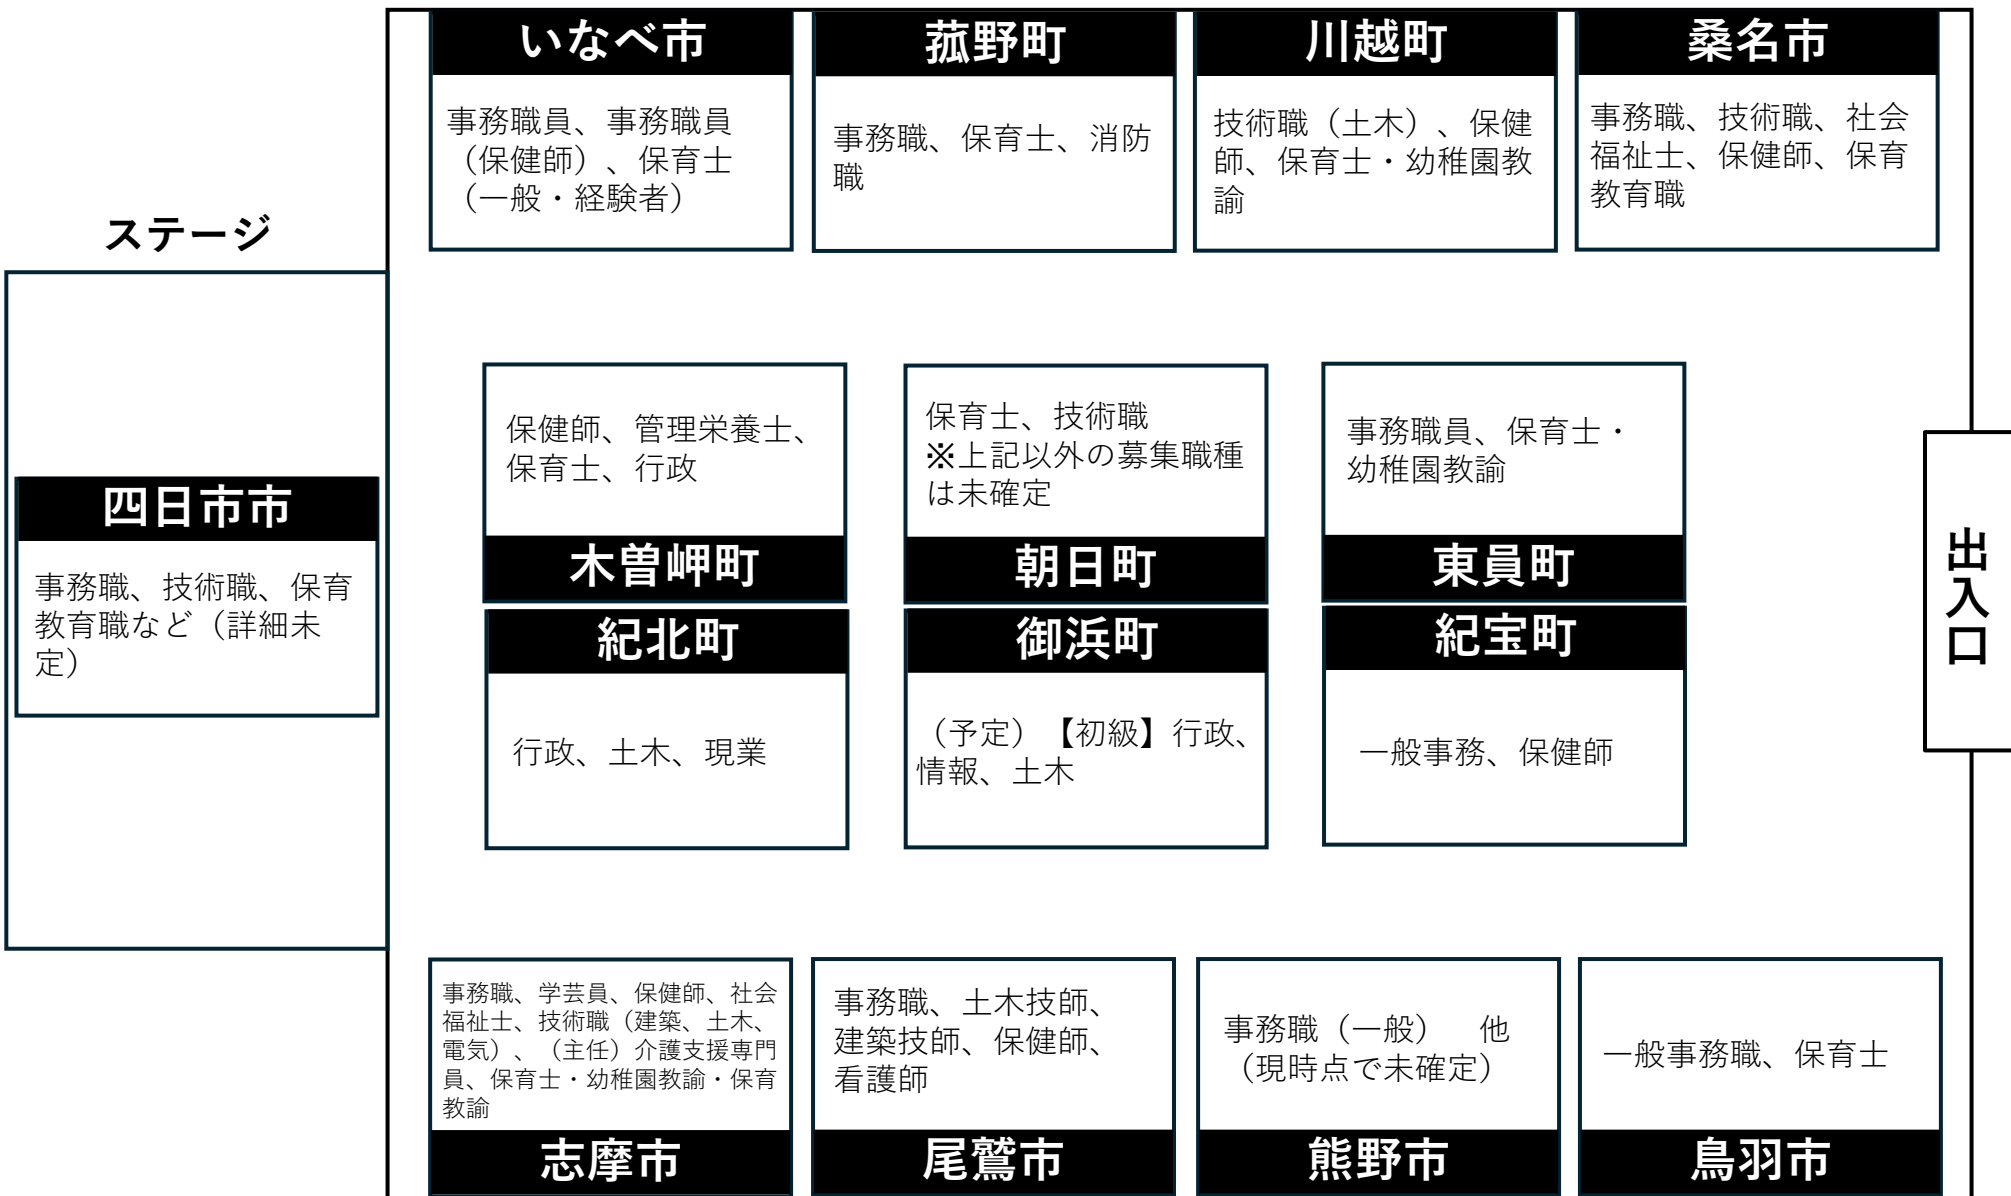 いなべ市
事務職員、事務職員
（保健師）、保育士
（一般・経験者）
菰野町
事務職、保育士、消防
職
川越町
技術職（土木）、保健
師、保育士・幼稚園教
諭
桑名市
事務職、技術職、社会
福祉士、保健師、保育
教育職
ステージ
四日市市
事務職、技術職、保育
教育職など（詳細未
定）
保健師、管理栄養士、
保育士、行政
木曽岬町
保育士、技術職
※上記以外の募集職種
は未確定
朝日町
事務職員、保育士・
幼稚園教諭
東員町
出入口
紀北町
行政、土木、現業
御浜町
（予定）【初級】行政、
情報、土木
紀宝町
一般事務、保健師
事務職、学芸員、保健師、社会
福祉士、技術職（建築、土木、
電気）、（主任）介護支援専門
員、保育士・幼稚園教諭・保育
教諭
志摩市
事務職、土木技師、
建築技師、保健師、
看護師
尾鷲市
事務職（一般）　他
（現時点で未確定）
熊野市
一般事務職、保育士
鳥羽市